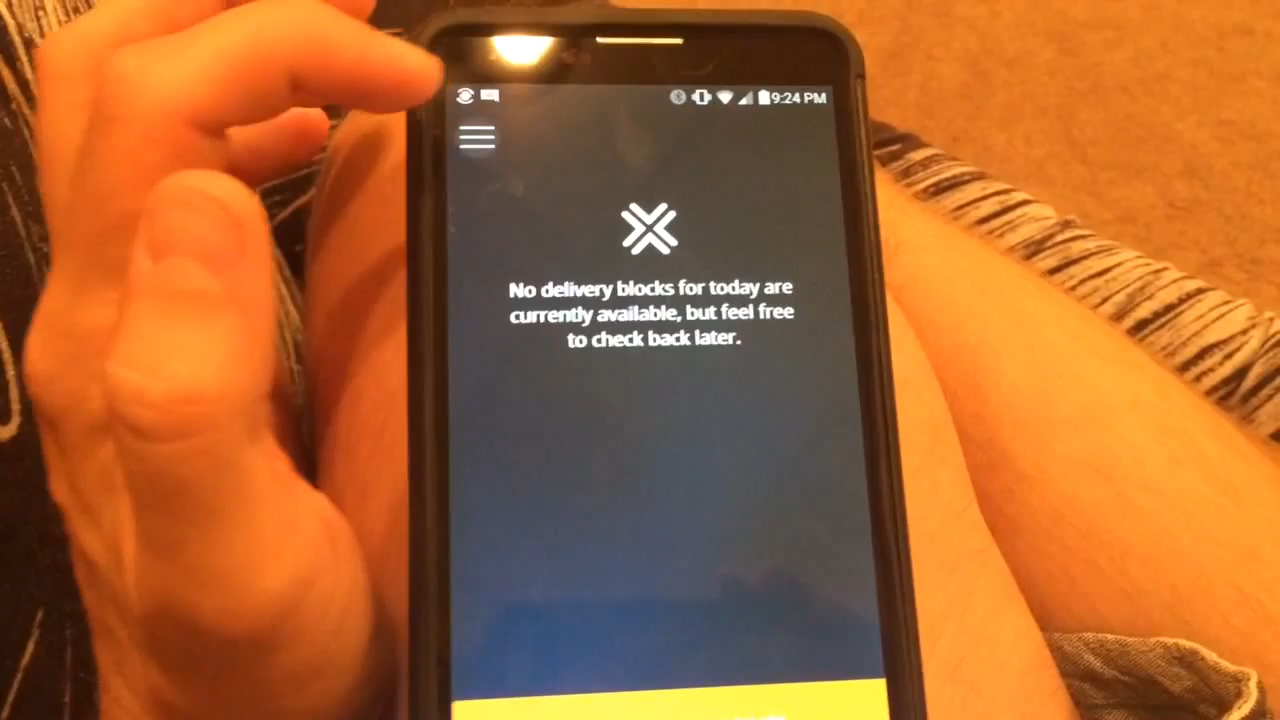 9:24 PM
No delivery blocks for today are
currently available, but feel free
to check back later.